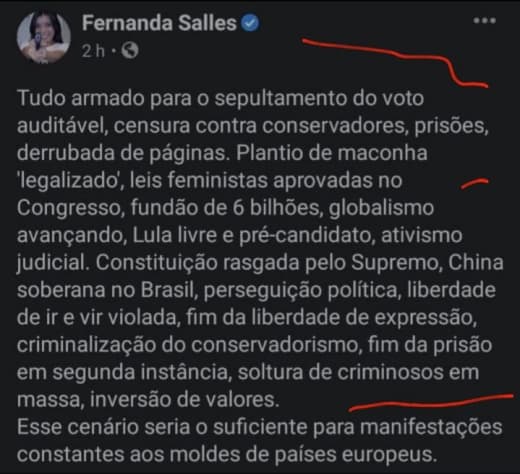 Fernanda Salles
2 h
Tudo armado para o sepultamento do voto
auditável, censura contra conservadores, prisões,
derrubada de páginas. Plantio de maconha
'legalizado', leis feministas aprovadas no
Congresso, fundão de 6 bilhões, globalismo
avançando, Lula livre e pré-candidato, ativismo
judicial. Constituição rasgada pelo Supremo, China
soberana no Brasil, perseguição política, liberdade
de ir e vir violada, fim da liberdade de expressão,
criminalização do conservadorismo, fim da prisão
em segunda instância, soltura de criminosos em
massa, inversão de valores.
Esse cenário seria o suficiente para manifestações
constantes aos moldes de países europeus.